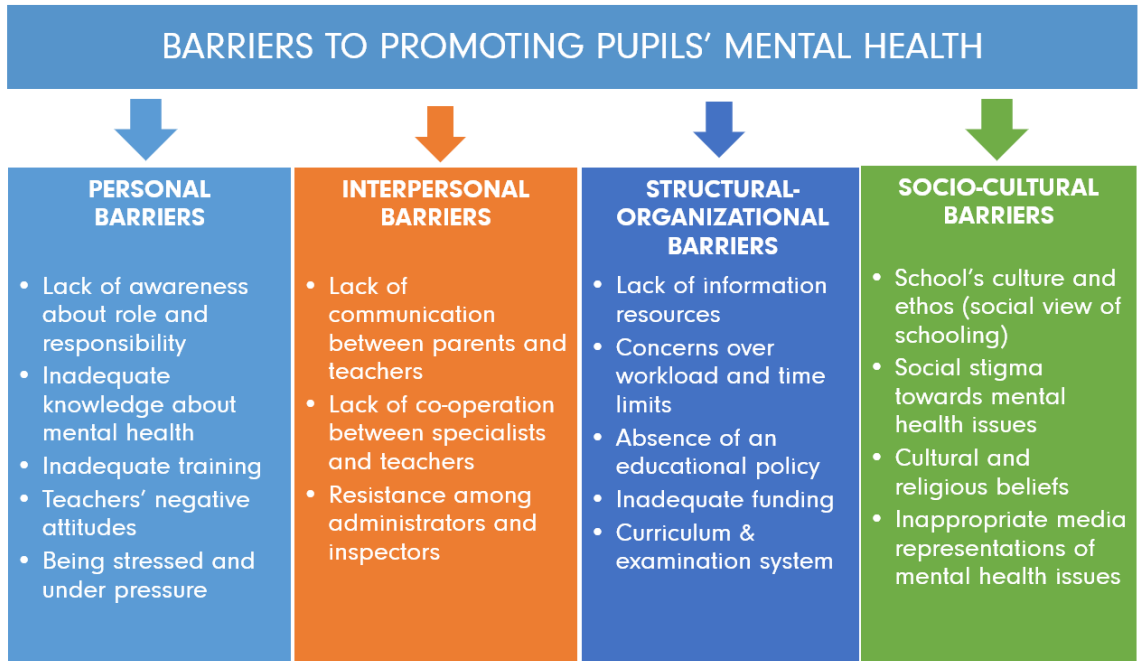 BARRIERS TO PROMOTING PUPILS’ MENTAL HEALTH
PERSONAL
BARRIERS
• Lack of awareness
about role and
responsibility
• Inadequate
knowledge about
mental health
• Inadequate training
• Teachers’ negative
attitudes
• Being stressed and
under pressure
INTERPERSONAL
BARRIERS
• Lack of
communication
between parents and
teachers
• Lack of co-operation
between specialists
and teachers
• Resistance among
administrators and
inspectors
STRUCTURAL-
ORGANIZATIONAL
BARRIERS
• Lack of information
resources
• Concerns over
workload and time
limits
• Absence of an
educational policy
• Inadequate funding
• Curriculum &
examination system
SOCIO-CULTURAL
BARRIERS
• School’s culture and
ethos (social view of
schooling)
• Social stigma
towards mental
health issues
• Cultural and
religious beliefs
• Inappropriate media
representations of
mental health issues